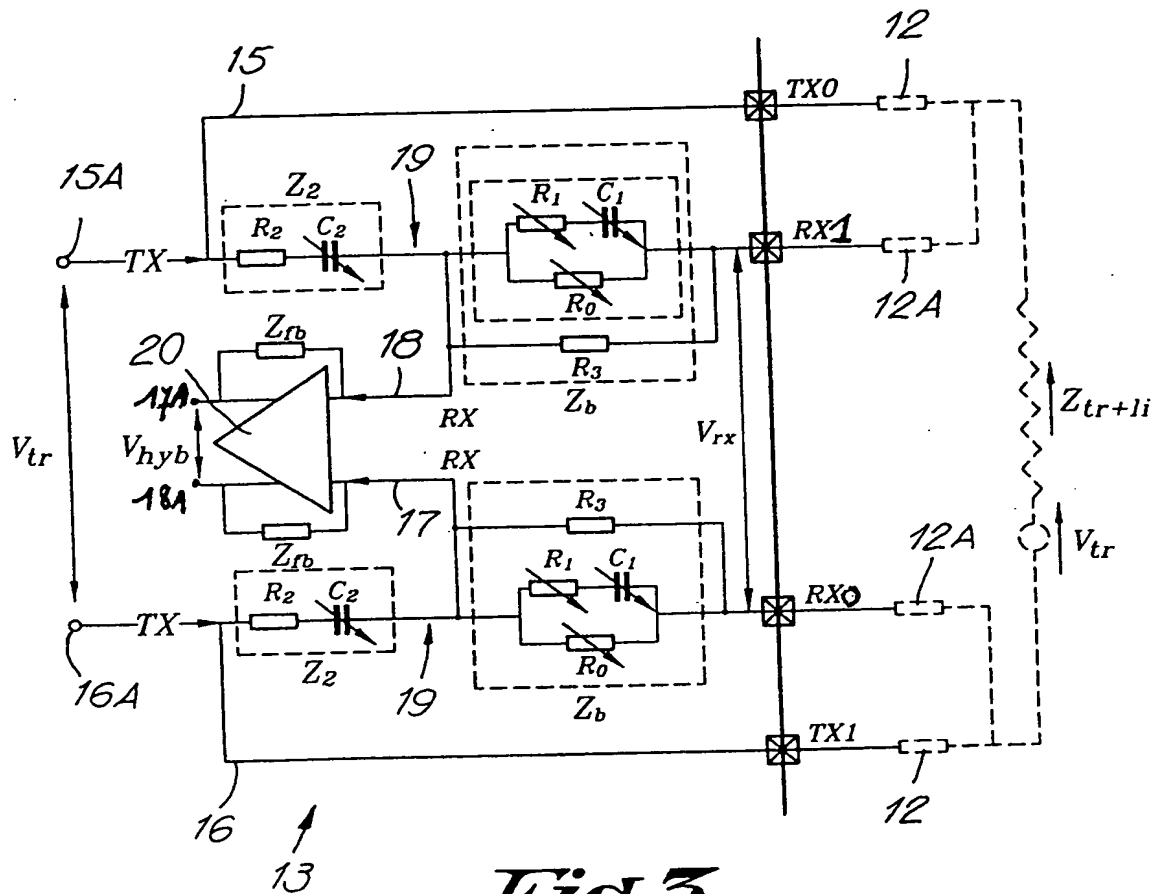 12
15
TX0
19
15A
Z2
R1 C1
R2 C2
RX1
TX
12A
R0
Zfb
20
18
R3
17A
RX
Zb
Vtr
Vhyb
Vrx
Ztr+li
RX
18A
17
R3
12A
Vtr
Zfb
R1 C1
R2 C2
RX0
TX
R0
Z2
19
Zb
16A
TX1
16
12
13
Fig.3